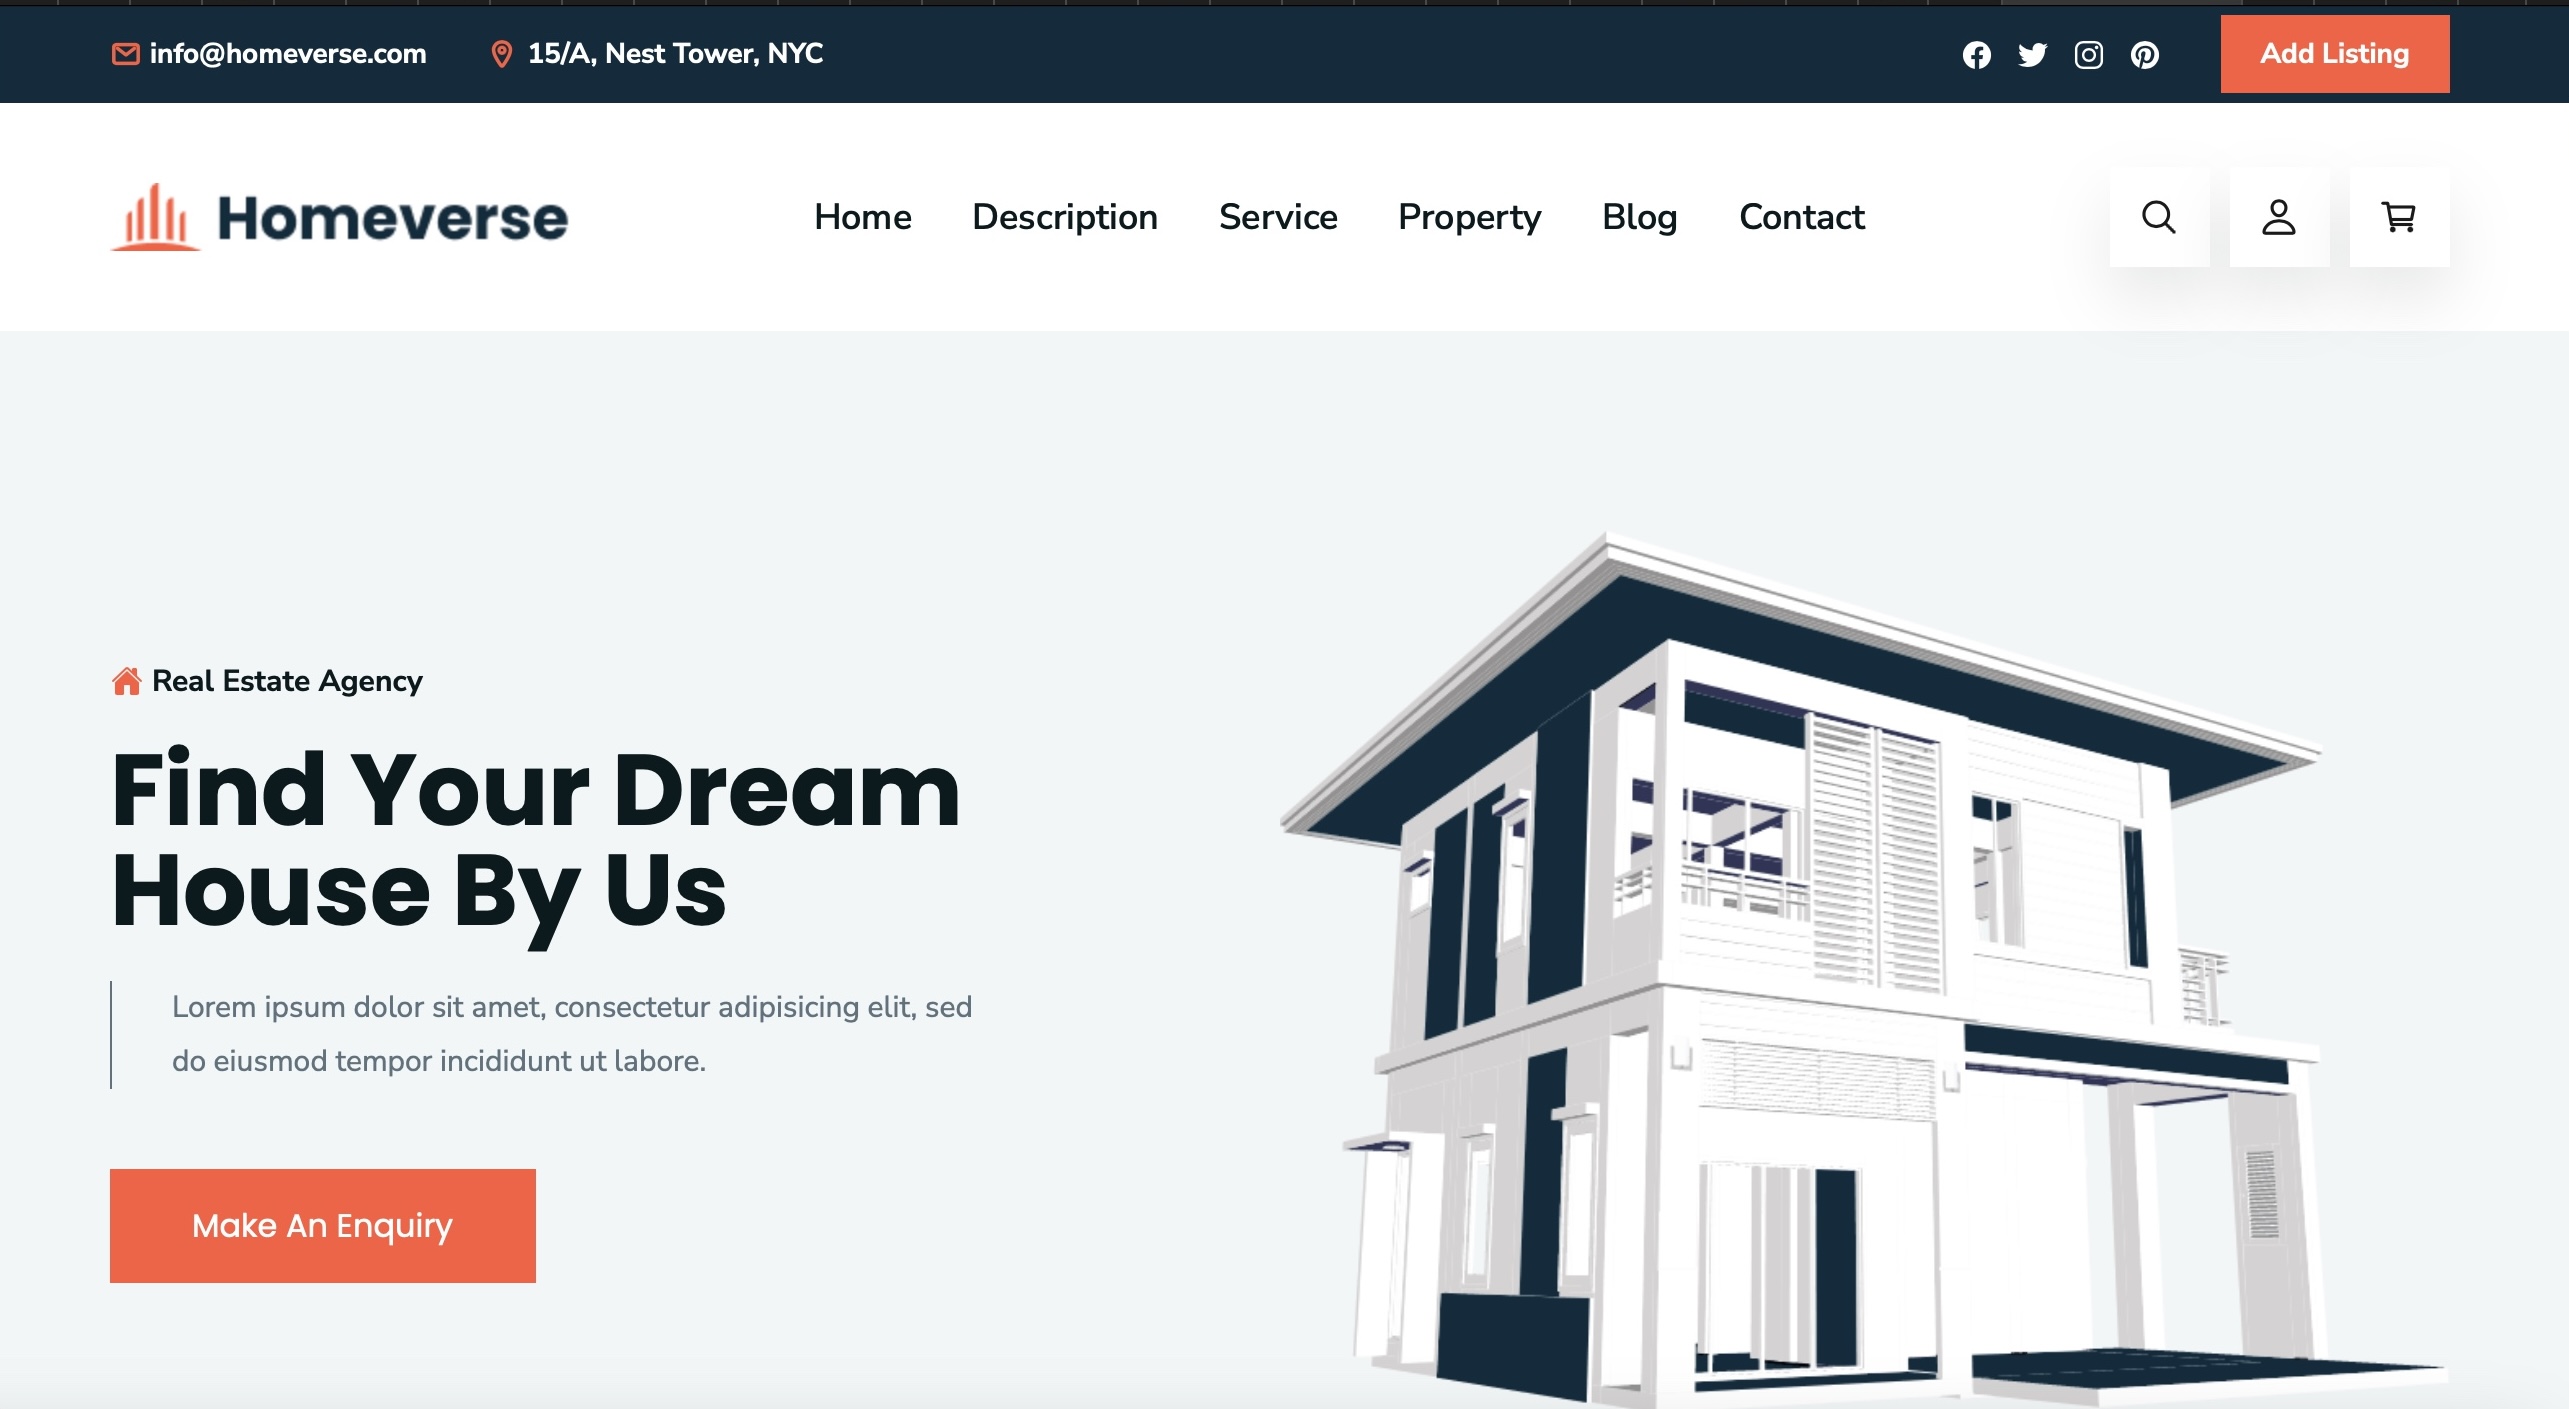 info@homeverse.com
15/A, Nest Tower, NYC
Add Listing
Homeverse
Home
Description
Service
Property
Blog
Contact
Real Estate Agency
Find Your Dream
House By Us
Lorem ipsum dolor sit amet, consectetur adipisicing elit, sed
do eiusmod tempor incididunt ut labore.
Make An Enquiry